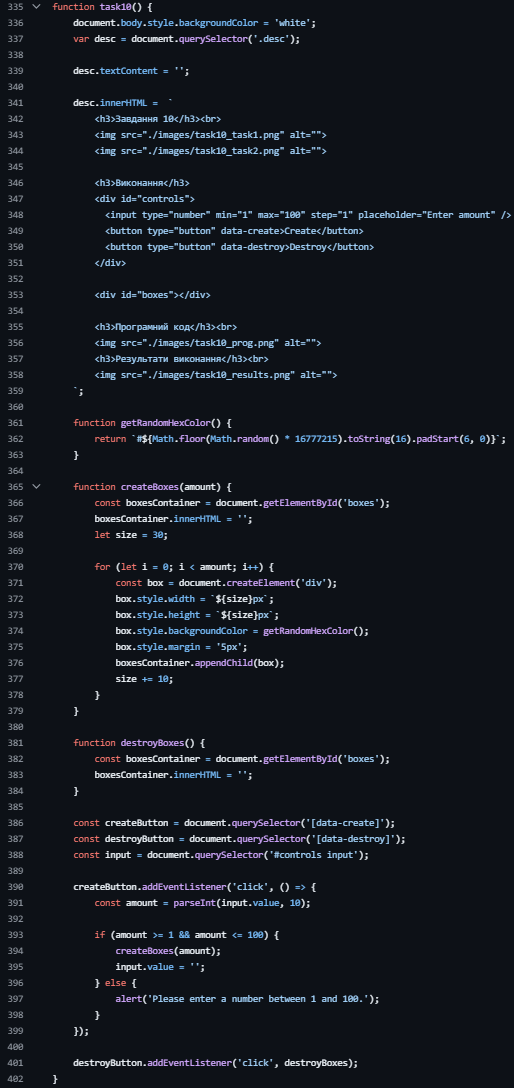 335 function task10() {
336 document.body.style.backgroundColor = 'white';
337 var desc = document.querySelector('.desc');
338
339 desc.textContent = '';
340
341 desc.innerHTML = `
342 <h3>Завдання 10</h3><br>
343 <img src="./images/task10_task1.png" alt="">
344 <img src="./images/task10_task2.png" alt="">
345
346 <h3>Виконання</h3>
347 <div id="controls">
348 <input type="number" min="1" max="100" step="1" placeholder="Enter amount" />
349 <button type="button" data-create>Create</button>
350 <button type="button" data-destroy>Destroy</button>
351 </div>
352
353 <div id="boxes"></div>
354
355 <h3>Програмний код</h3><br>
356 <img src="./images/task10_prog.png" alt="">
357 <h3>Результати виконання</h3><br>
358 <img src="./images/task10_results.png" alt="">
359 `;
360
361 function getRandomHexColor() {
362 return `#${Math.floor(Math.random() * 16777215).toString(16).padStart(6, 0)}`;
363 }
364
365 function createBoxes(amount) {
366 const boxesContainer = document.getElementById('boxes');
367 boxesContainer.innerHTML = '';
368 let size = 30;
369
370 for (let i = 0; i < amount; i++) {
371 const box = document.createElement('div');
372 box.style.width = `${size}px`;
373 box.style.height = `${size}px`;
374 box.style.backgroundColor = getRandomHexColor();
375 box.style.margin = '5px';
376 boxesContainer.appendChild(box);
377 size += 10;
378 }
379 }
380
381 function destroyBoxes() {
382 const boxesContainer = document.getElementById('boxes');
383 boxesContainer.innerHTML = '';
384 }
385
386 const createButton = document.querySelector('[data-create]');
387 const destroyButton = document.querySelector('[data-destroy]');
388 const input = document.querySelector('#controls input');
389
390 createButton.addEventListener('click', () => {
391 const amount = parseInt(input.value, 10);
392
393 if (amount >= 1 && amount <= 100) {
394 createBoxes(amount);
395 input.value = '';
396 } else {
397 alert('Please enter a number between 1 and 100.');
398 }
399 });
400
401 destroyButton.addEventListener('click', destroyBoxes);
402 }